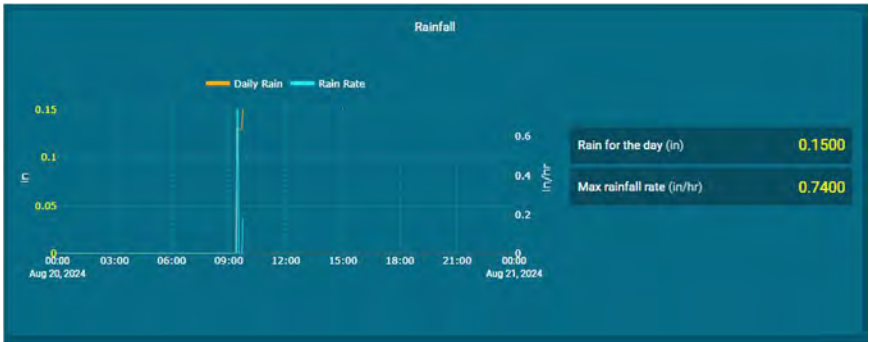 Rainfall
Daily Rain Rain Rate
0.15
0.1
0.05
0
in
0.6
0.4
0.2
0
in/hr
00:00 03:00 06:00 09:00 12:00 15:00 18:00 21:00 00:00
Aug 20, 2024 Aug 21, 2024
Rain for the day (in) 0.1500
Max rainfall rate (in/hr) 0.7400